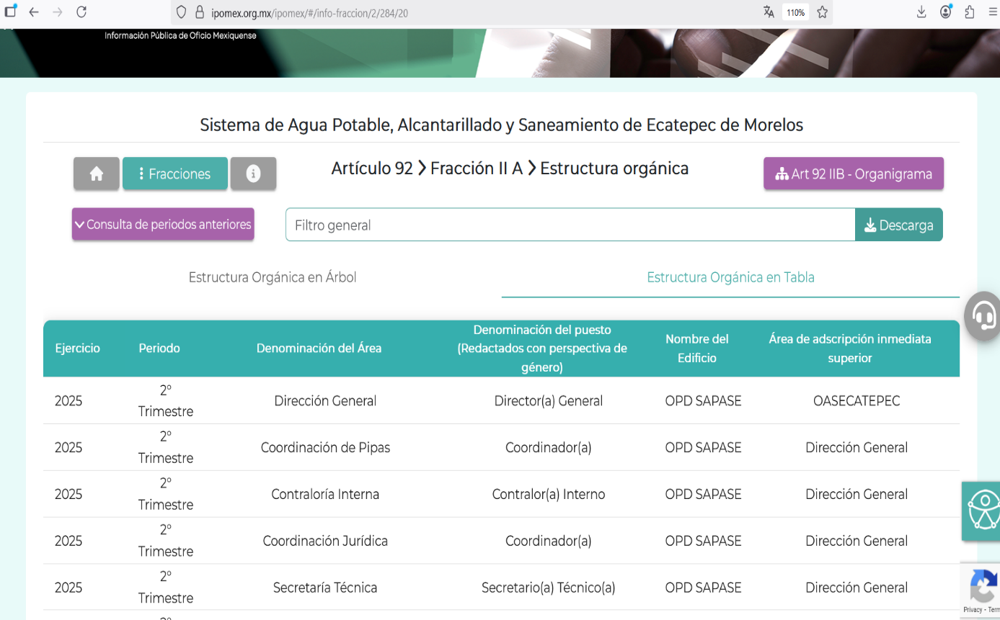 ipomex.org.mx/ipomex/#/info-fraccion/2/284/20
110%
Información Pública de Oficio Mexiquense
Sistema de Agua Potable, Alcantarillado y Saneamiento de Ecatepec de Morelos
Fracciones
Artículo 92 > Fracción II A > Estructura orgánica
Art 92 IIB - Organigrama
Consulta de periodos anteriores
Filtro general
Descarga
Estructura Orgánica en Árbol
Estructura Orgánica en Tabla
Ejercicio Periodo Denominación del Área Denominación del puesto (Redactados con perspectiva de género) Nombre del Edificio Área de adscripción inmediata superior
2025 2º Trimestre Dirección General Director(a) General OPD SAPASE OASECATEPEC
2025 2º Trimestre Coordinación de Pipas Coordinador(a) OPD SAPASE Dirección General
2025 2º Trimestre Contraloría Interna Contralor(a) Interno OPD SAPASE Dirección General
2025 2º Trimestre Coordinación Jurídica Coordinador(a) OPD SAPASE Dirección General
2025 2º Trimestre Secretaría Técnica Secretario(a) Técnico(a) OPD SAPASE Dirección General
Privacy -